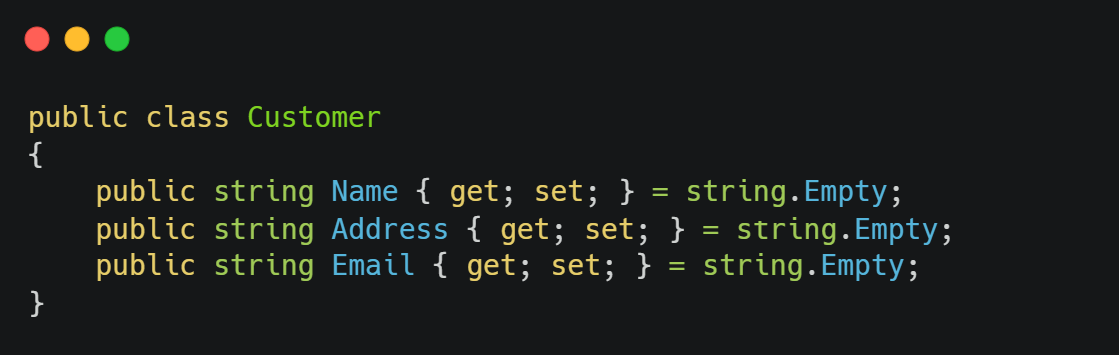 public class Customer
{
    public string Name { get; set; } = string.Empty;
    public string Address { get; set; } = string.Empty;
    public string Email { get; set; } = string.Empty;
}